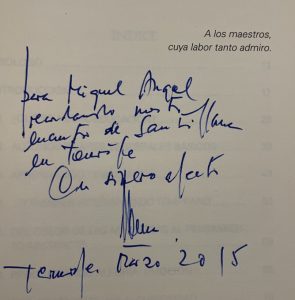 A los maestros,
cuya labor tanto admiro.
para Miguel Angel
recordando nuestro
encuentro de Santillana
en Tenerife
Con sincero afecto
Tenerife, Marzo, 2015